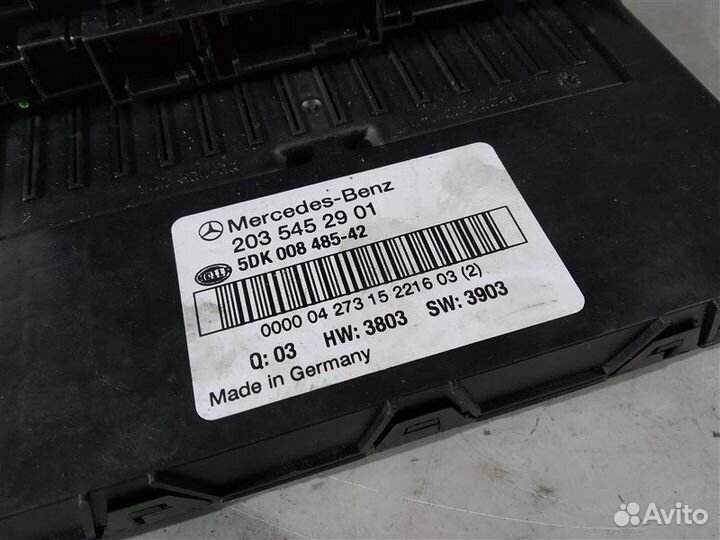 Mercedes-Benz
203 545 29 01
5DK 008 485-42
HELLA
0000 04 273 15 2216 03 (2)
Q: 03 HW: 3803 SW: 3903
Made in Germany
Avito